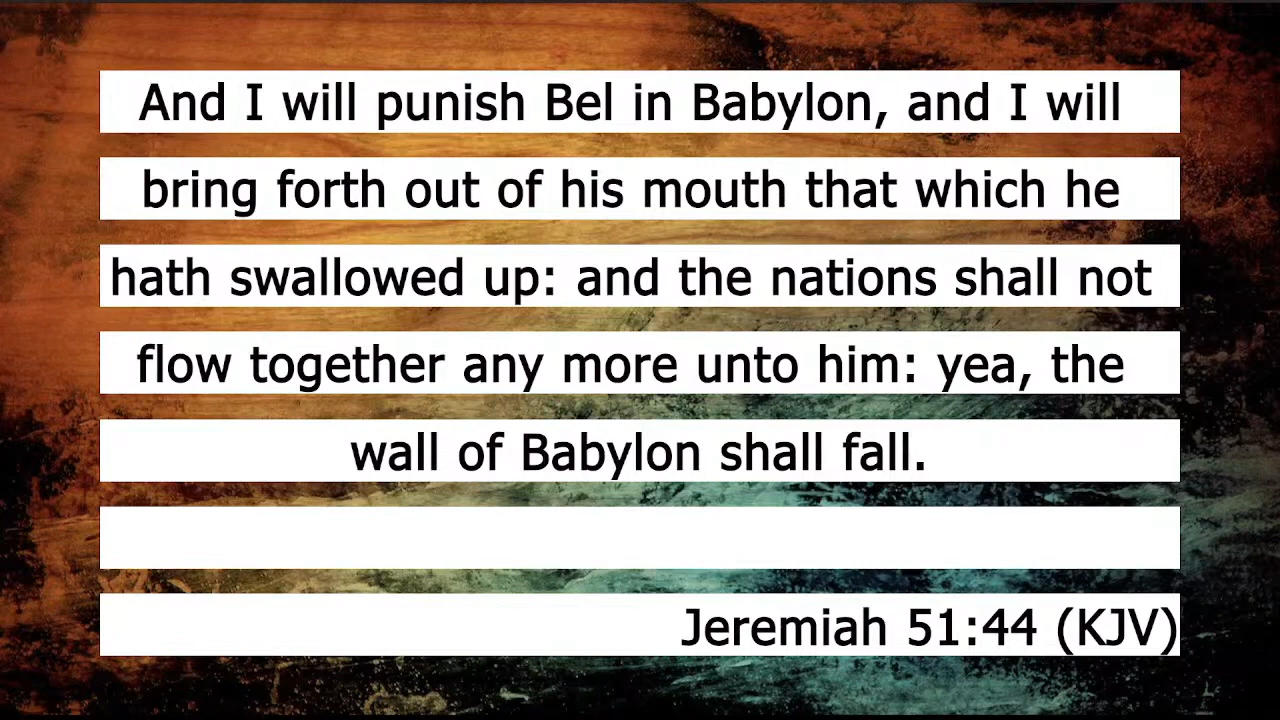 And I will punish Bel in Babylon, and I will
bring forth out of his mouth that which he
hath swallowed up: and the nations shall not
flow together any more unto him: yea, the
wall of Babylon shall fall.
Jeremiah 51:44 (KJV)